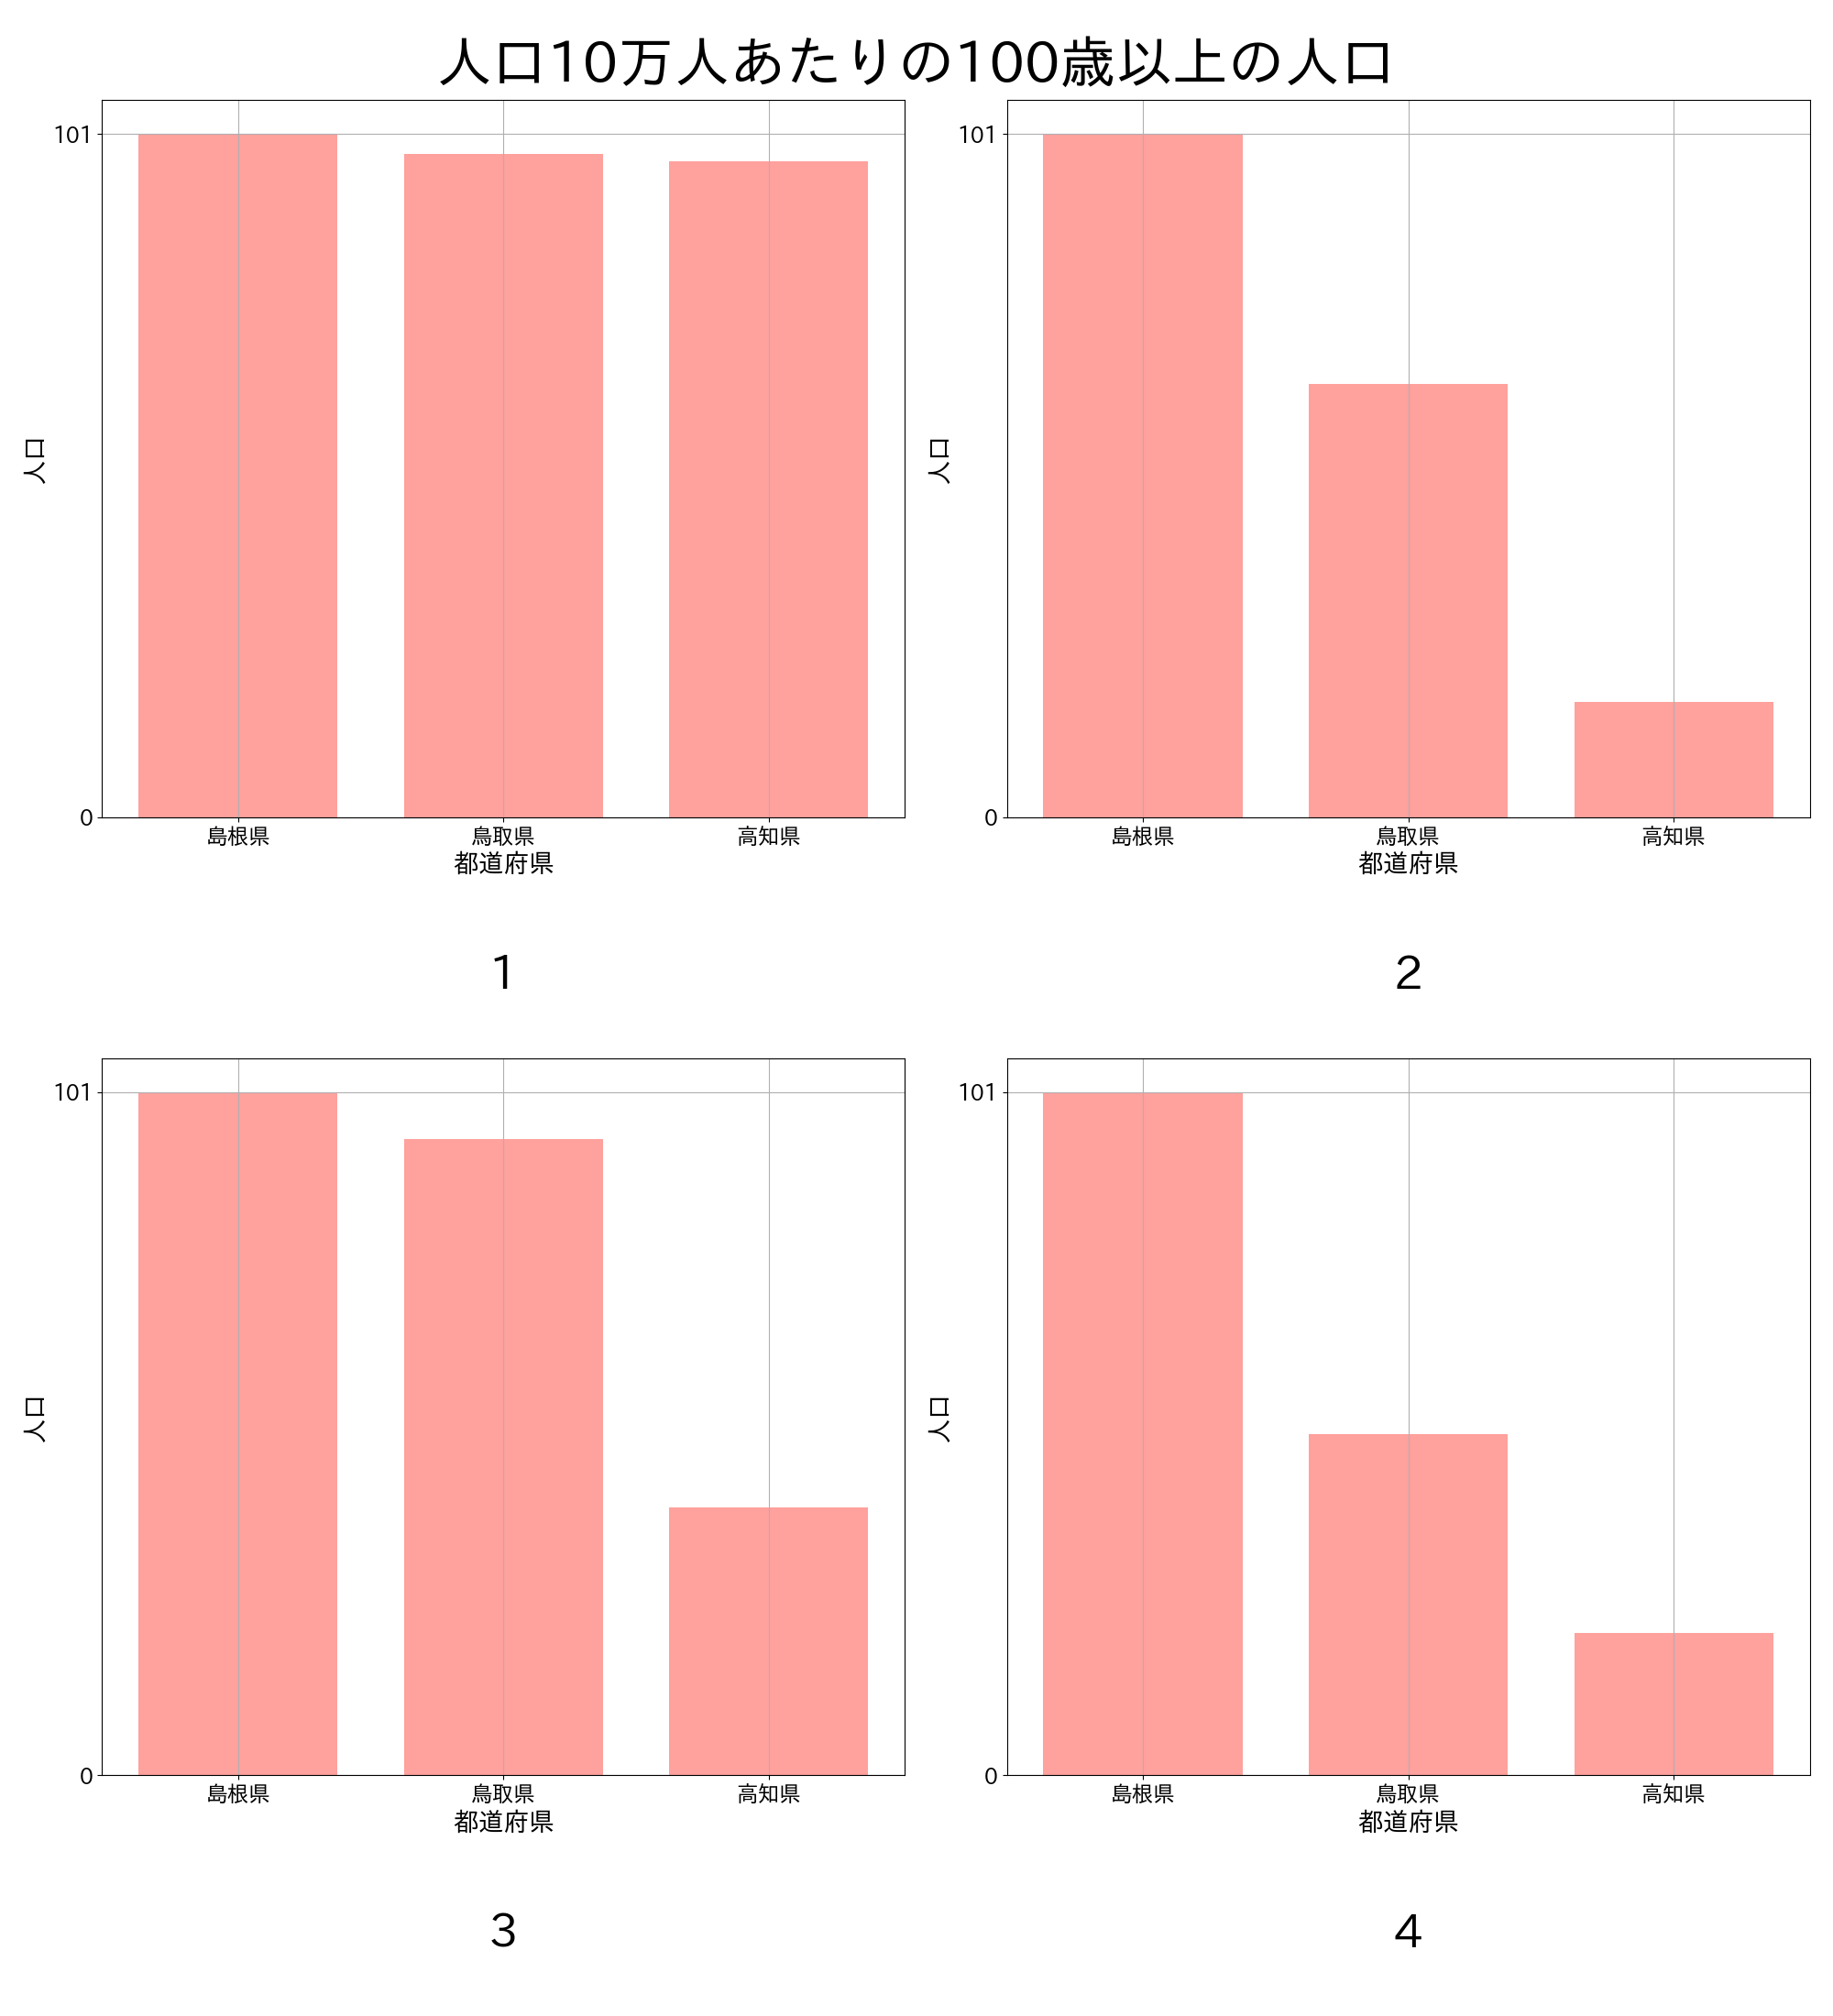 人口10万人あたりの100歳以上の人口
101
0
人口
島根県 鳥取県 高知県
都道府県
1
101
0
人口
島根県 鳥取県 高知県
都道府県
2
101
0
人口
島根県 鳥取県 高知県
都道府県
3
101
0
人口
島根県 鳥取県 高知県
都道府県
4